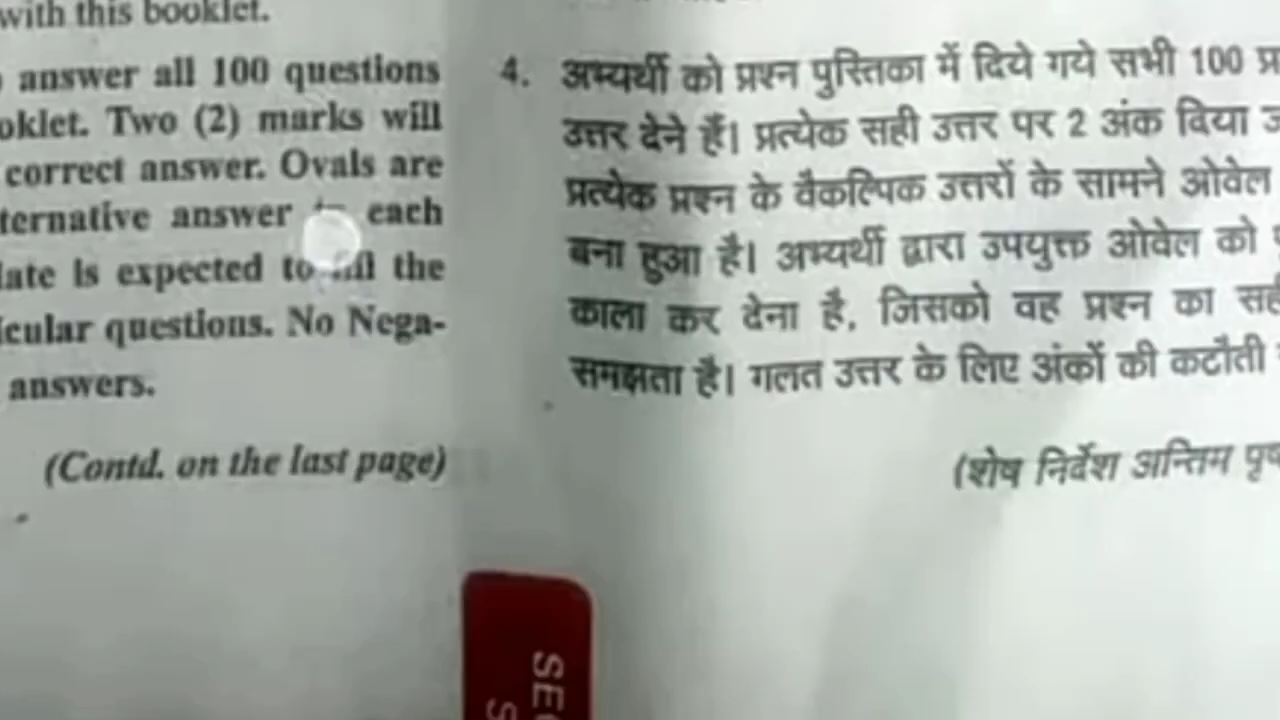 with this booklet.
answer all 100 questions
oklet. Two (2) marks will
correct answer. Ovals are
ternative answer each
late is expected to fill the
icular questions. No Nega-
answers.
(Contd. on the last page)
4. अभ्यर्थी को प्रश्न पुस्तिका में दिये गये सभी 100 प्र
उत्तर देने हैं। प्रत्येक सही उत्तर पर 2 अंक दिया ज
प्रत्येक प्रश्न के वैकल्पिक उत्तरों के सामने ओवेल
बना हुआ है। अभ्यर्थी द्वारा उपयुक्त ओवेल को
काला कर देना है, जिसको वह प्रश्न का सही
समझता है। गलत उत्तर के लिए अंकों की कटौती
(शेष निर्देश अन्तिम पृष्
SEC
S